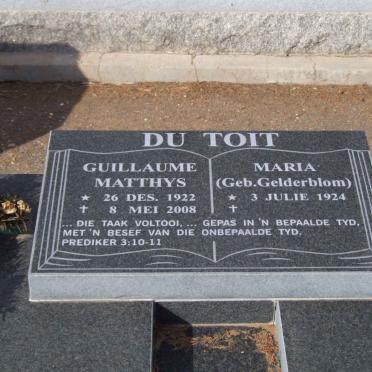 DU TOIT
GUILLAUME
MATTHYS
★ 26 DES. 1922
✝ 8 MEI 2008
MARIA
(Geb.Gelderblom)
★ 3 JULIE 1924
✝
... DIE TAAK VOLTOOI, ... GEPAS IN 'N BEPAALDE TYD,
MET 'N BESEF VAN DIE ONBEPAALDE TYD.
PREDIKER 3:10-11